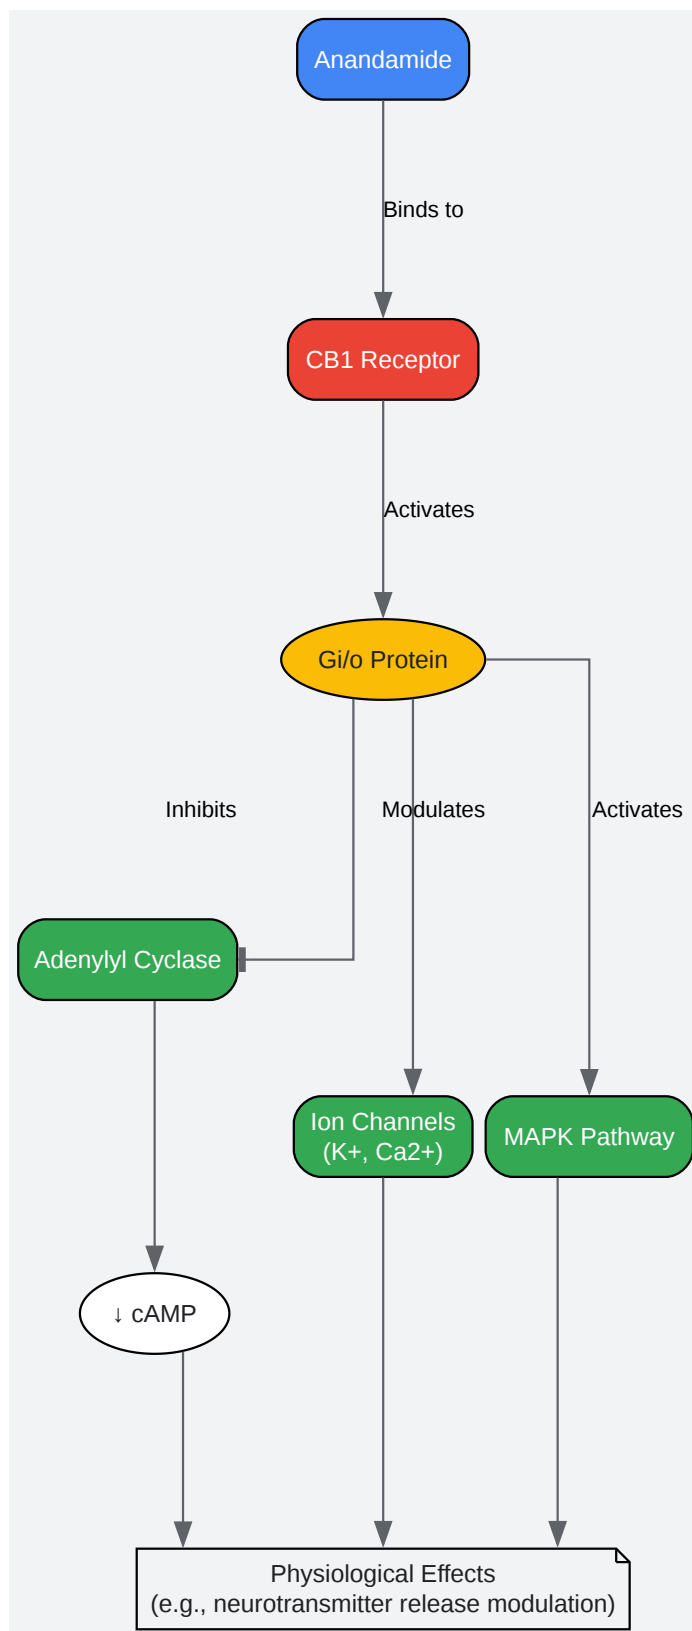 Anandamide
Binds to
CB1 Receptor
Activates
Gi/o Protein
Inhibits
Modulates
Activates
Adenylyl Cyclase
Ion Channels
(K+, Ca2+)
MAPK Pathway
↓ cAMP
Physiological Effects
(e.g., neurotransmitter release modulation)